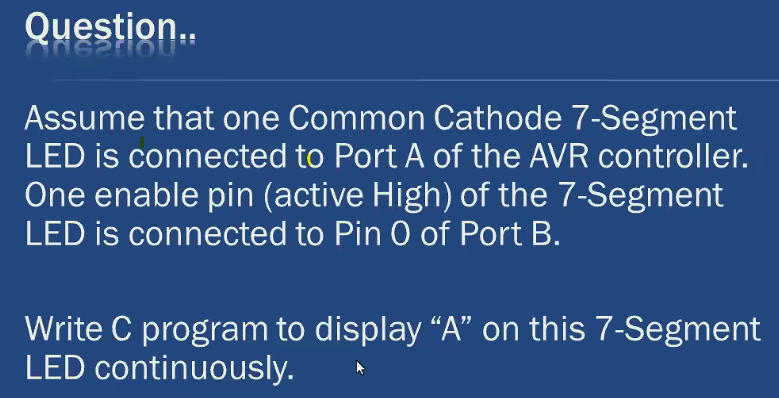 Question..
Assume that one Common Cathode 7-Segment
LED is connected to Port A of the AVR controller.
One enable pin (active High) of the 7-Segment
LED is connected to Pin 0 of Port B.
Write C program to display “A” on this 7-Segment
LED continuously.